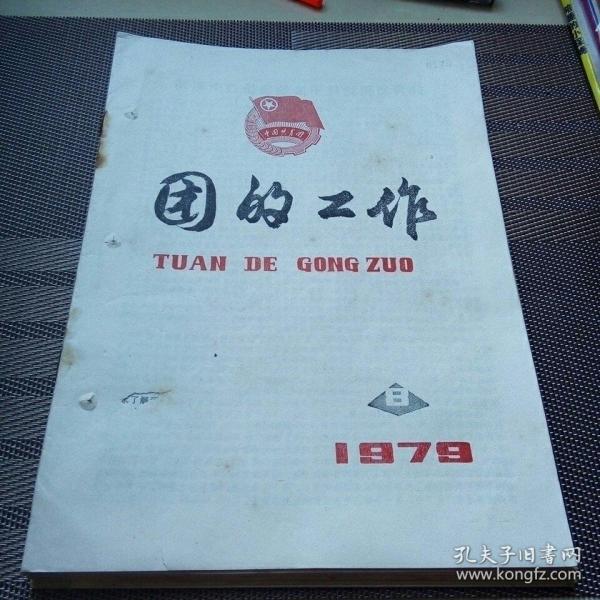 中国共青团
团的工作
TUAN DE GONG ZUO
8
1979
孔夫子旧书网
www.kongfz.com